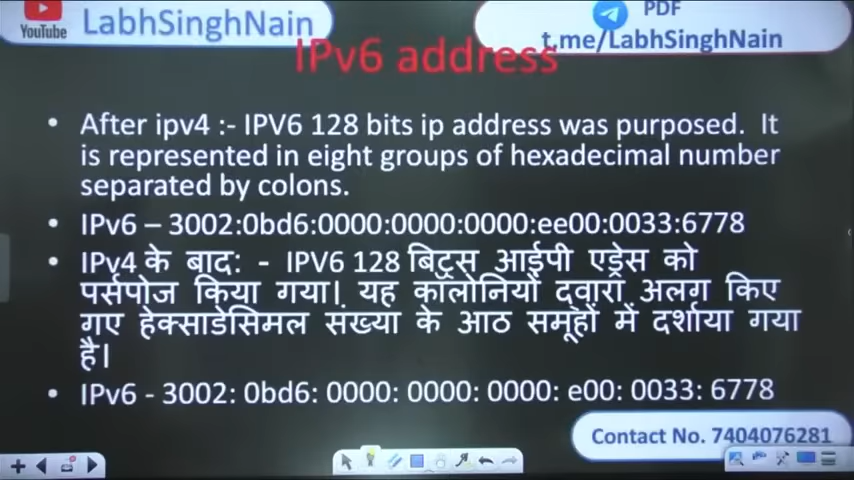 YouTube
LabhSinghNain
PDF
t.me/LabhSinghNain
IPv6 address
• After ipv4 :- IPV6 128 bits ip address was purposed. It
is represented in eight groups of hexadecimal number
separated by colons.
• IPv6 – 3002:0bd6:0000:0000:0000:ee00:0033:6778
• IPv4 के बाद: - IPV6 128 बिट्स आईपी एड्रेस को
पर्सपोज किया गया। यह कॉलोनियों द्वारा अलग किए
गए हेक्साडेसिमल संख्या के आठ समूहों में दर्शाया गया
है।
• IPv6 - 3002: 0bd6: 0000: 0000: 0000: e00: 0033: 6778
Contact No. 7404076281